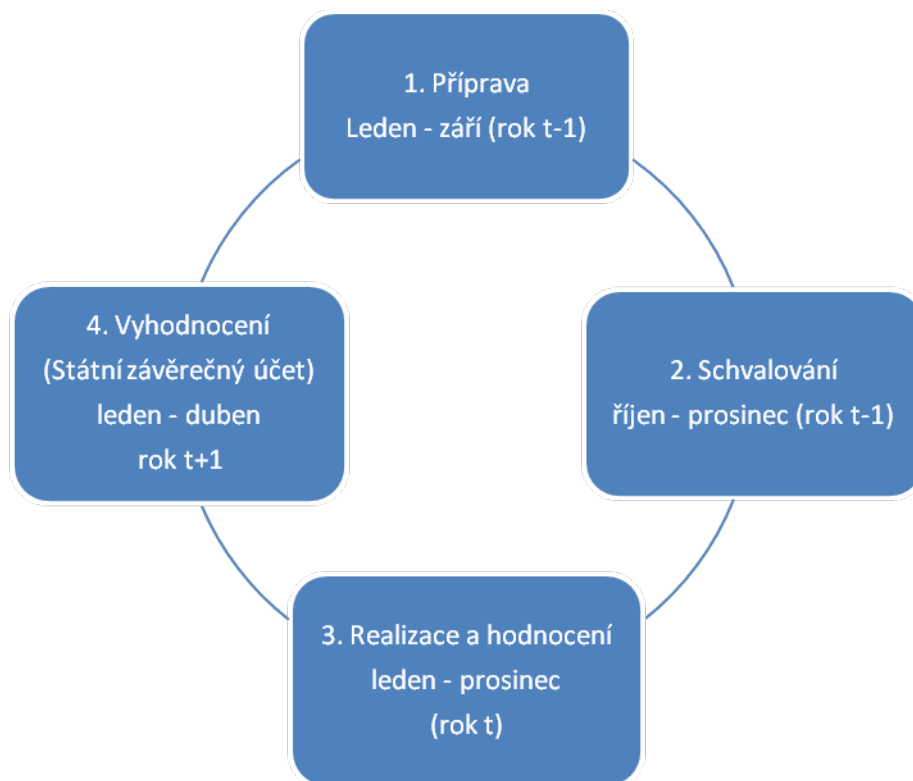 1. Příprava
Leden - září (rok t-1)
2. Schvalování
říjen - prosinec (rok t-1)
3. Realizace a hodnocení
leden - prosinec
(rok t)
4. Vyhodnocení
(Státní závěrečný účet)
leden - duben
rok t+1